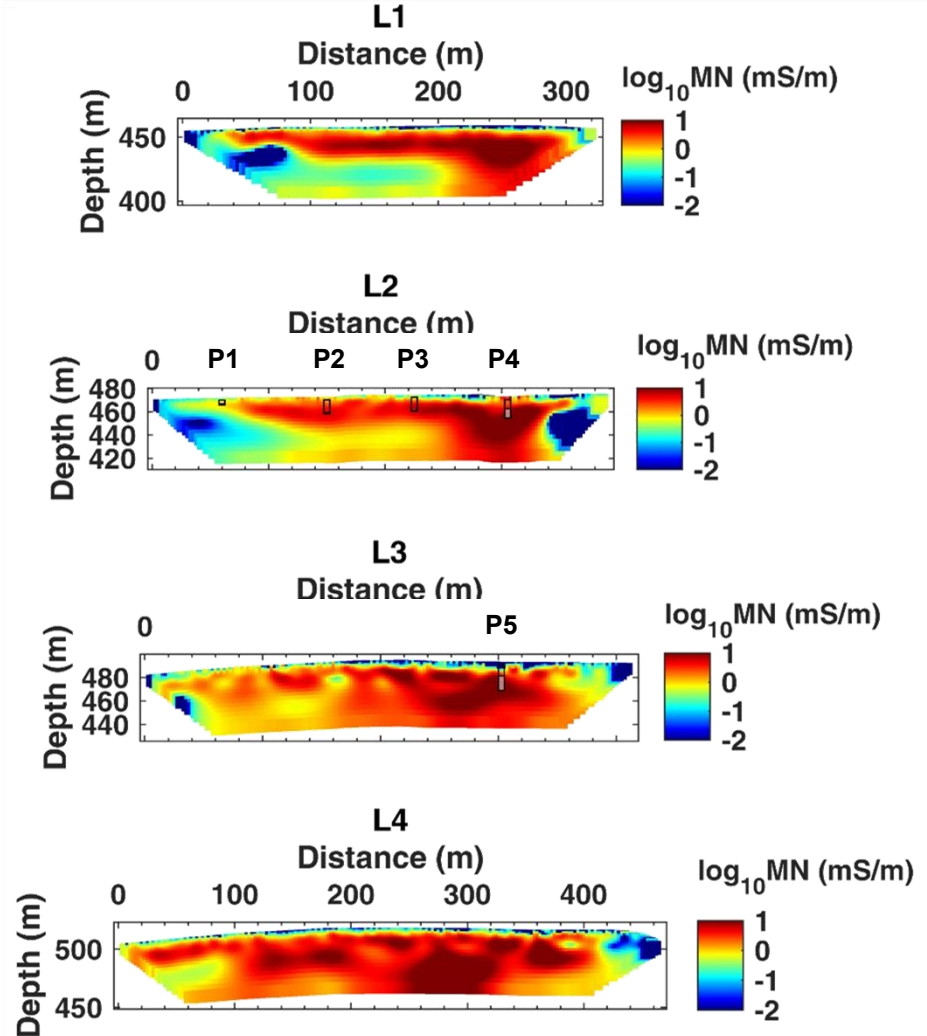 L1
Distance (m)
0 100 200 300
log10MN (mS/m)
Depth (m)
450
400
1
0
-1
-2
L2
Distance (m)
0 P1 P2 P3 P4
log10MN (mS/m)
Depth (m)
480
460
440
420
1
0
-1
-2
L3
Distance (m)
0 P5
log10MN (mS/m)
Depth (m)
480
460
440
1
0
-1
-2
L4
Distance (m)
0 100 200 300 400
log10MN (mS/m)
Depth (m)
500
450
1
0
-1
-2